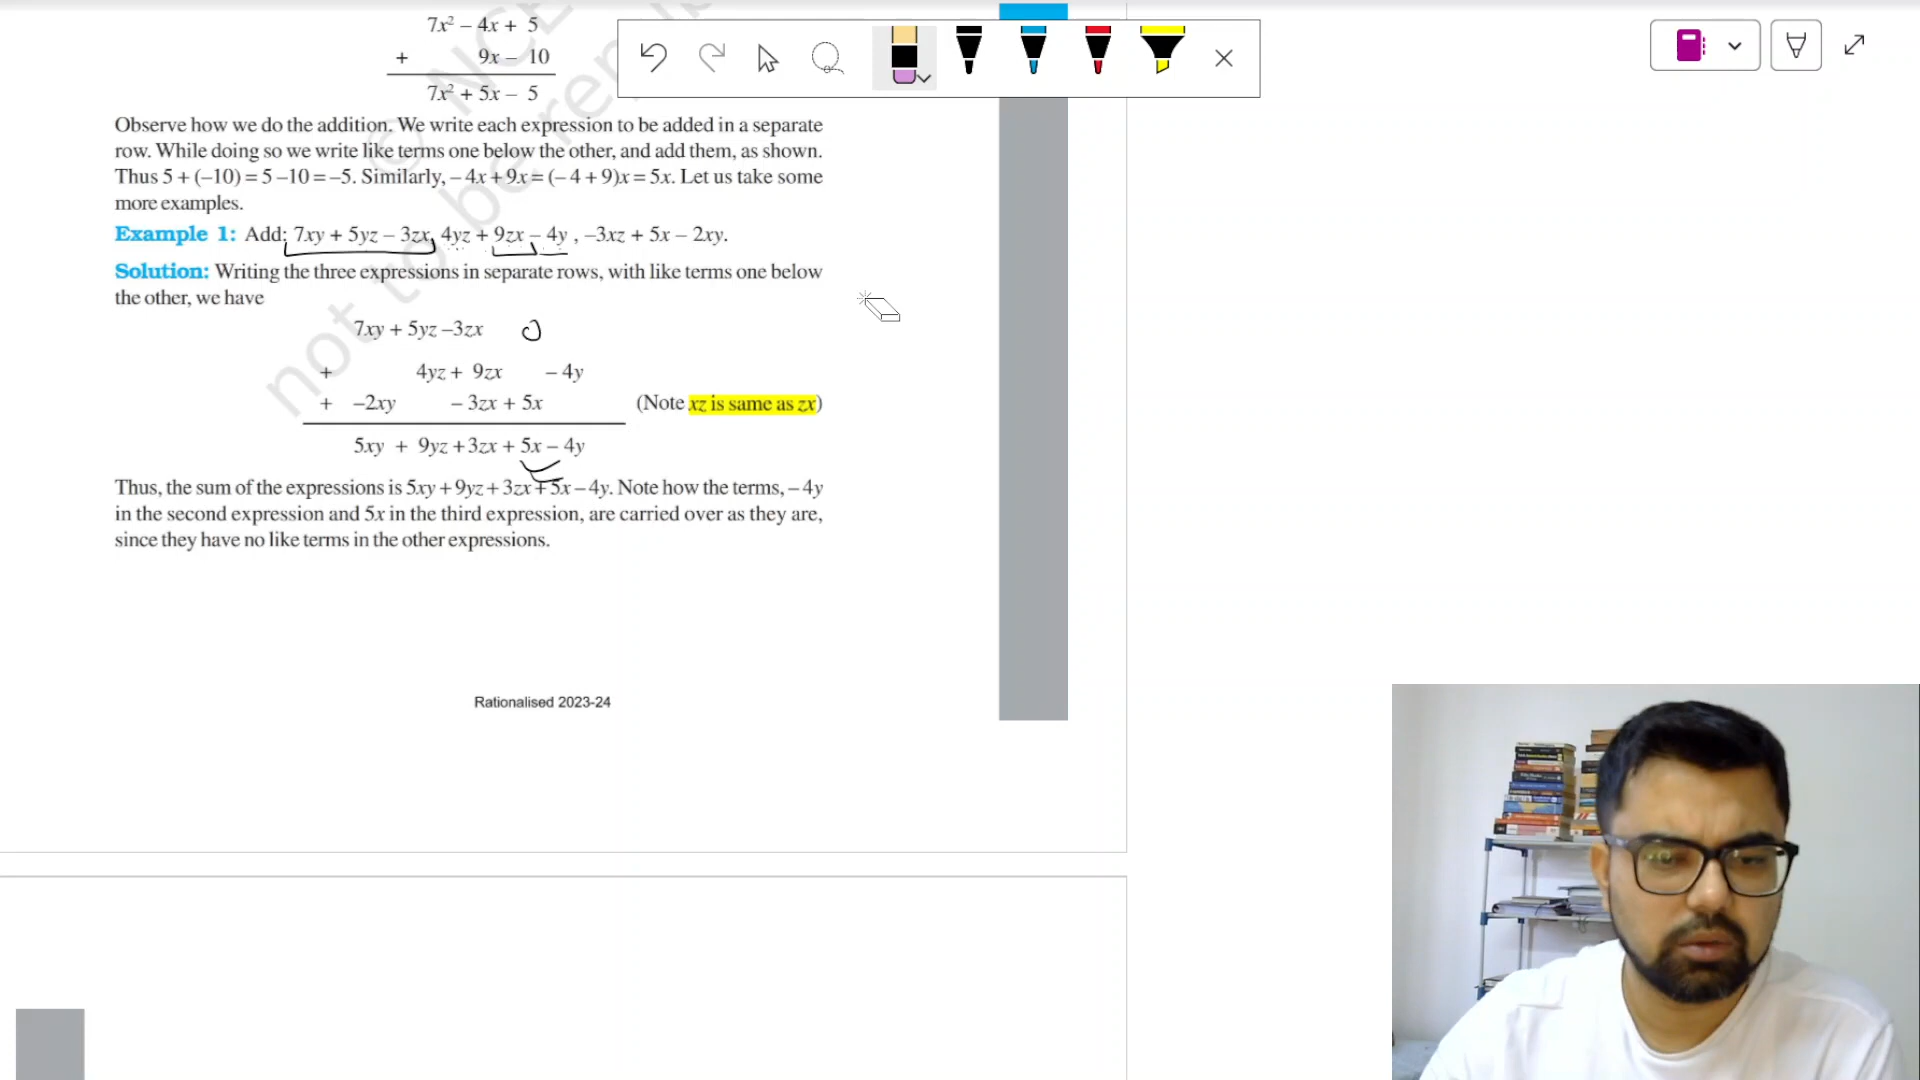 7x² – 4x + 5
+ 9x – 10
7x² + 5x – 5
Observe how we do the addition. We write each expression to be added in a separate
row. While doing so we write like terms one below the other, and add them, as shown.
Thus 5 + (–10) = 5 –10 = –5. Similarly, – 4x + 9x = (– 4 + 9)x = 5x. Let us take some
more examples.
Example 1: Add: 7xy + 5yz – 3zx, 4yz + 9zx – 4y , –3xz + 5x – 2xy.
Solution: Writing the three expressions in separate rows, with like terms one below
the other, we have
7xy + 5yz –3zx
+ 4yz + 9zx – 4y
+ –2xy – 3zx + 5x (Note xz is same as zx)
5xy + 9yz +3zx + 5x – 4y
Thus, the sum of the expressions is 5xy + 9yz + 3zx + 5x – 4y. Note how the terms, – 4y
in the second expression and 5x in the third expression, are carried over as they are,
since they have no like terms in the other expressions.
Rationalised 2023-24
not to be rep
© NCE